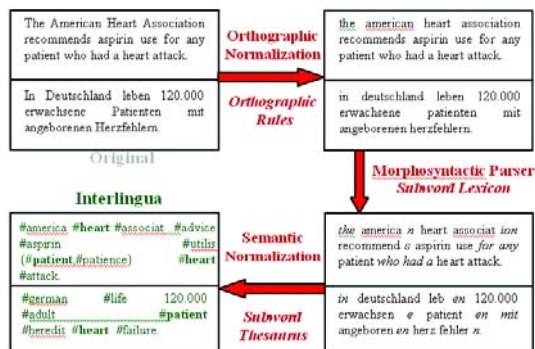 The American Heart Association
recommends aspirin use for any
patient who had a heart attack.
In Deutschland leben 120.000
erwachsene Patienten mit
angeborenen Herzfehlern.
Original
Orthographic
Normalization
Orthographic
Rules
the american heart association
recommends aspirin use for any
patient who had a heart attack.
in deutschland leben 120.000
erwachsene patienten mit
angeborenen herzfehlern.
Morphosyntactic Parser
Subword Lexicon
the america n heart associat ion
recommend s aspirin use for any
patient who had a heart attack.
in deutschland leb en 120.000
erwachsen e patient en mit
angeboren en herz fehler n.
Semantic
Normalization
Subword
Thesaurus
Interlingua
#america #heart #associat #advice
#aspirin #utilis
(#patient,#patience) #heart
#attack.
#german #life 120.000
#adult #patient
#heredit #heart #failure.